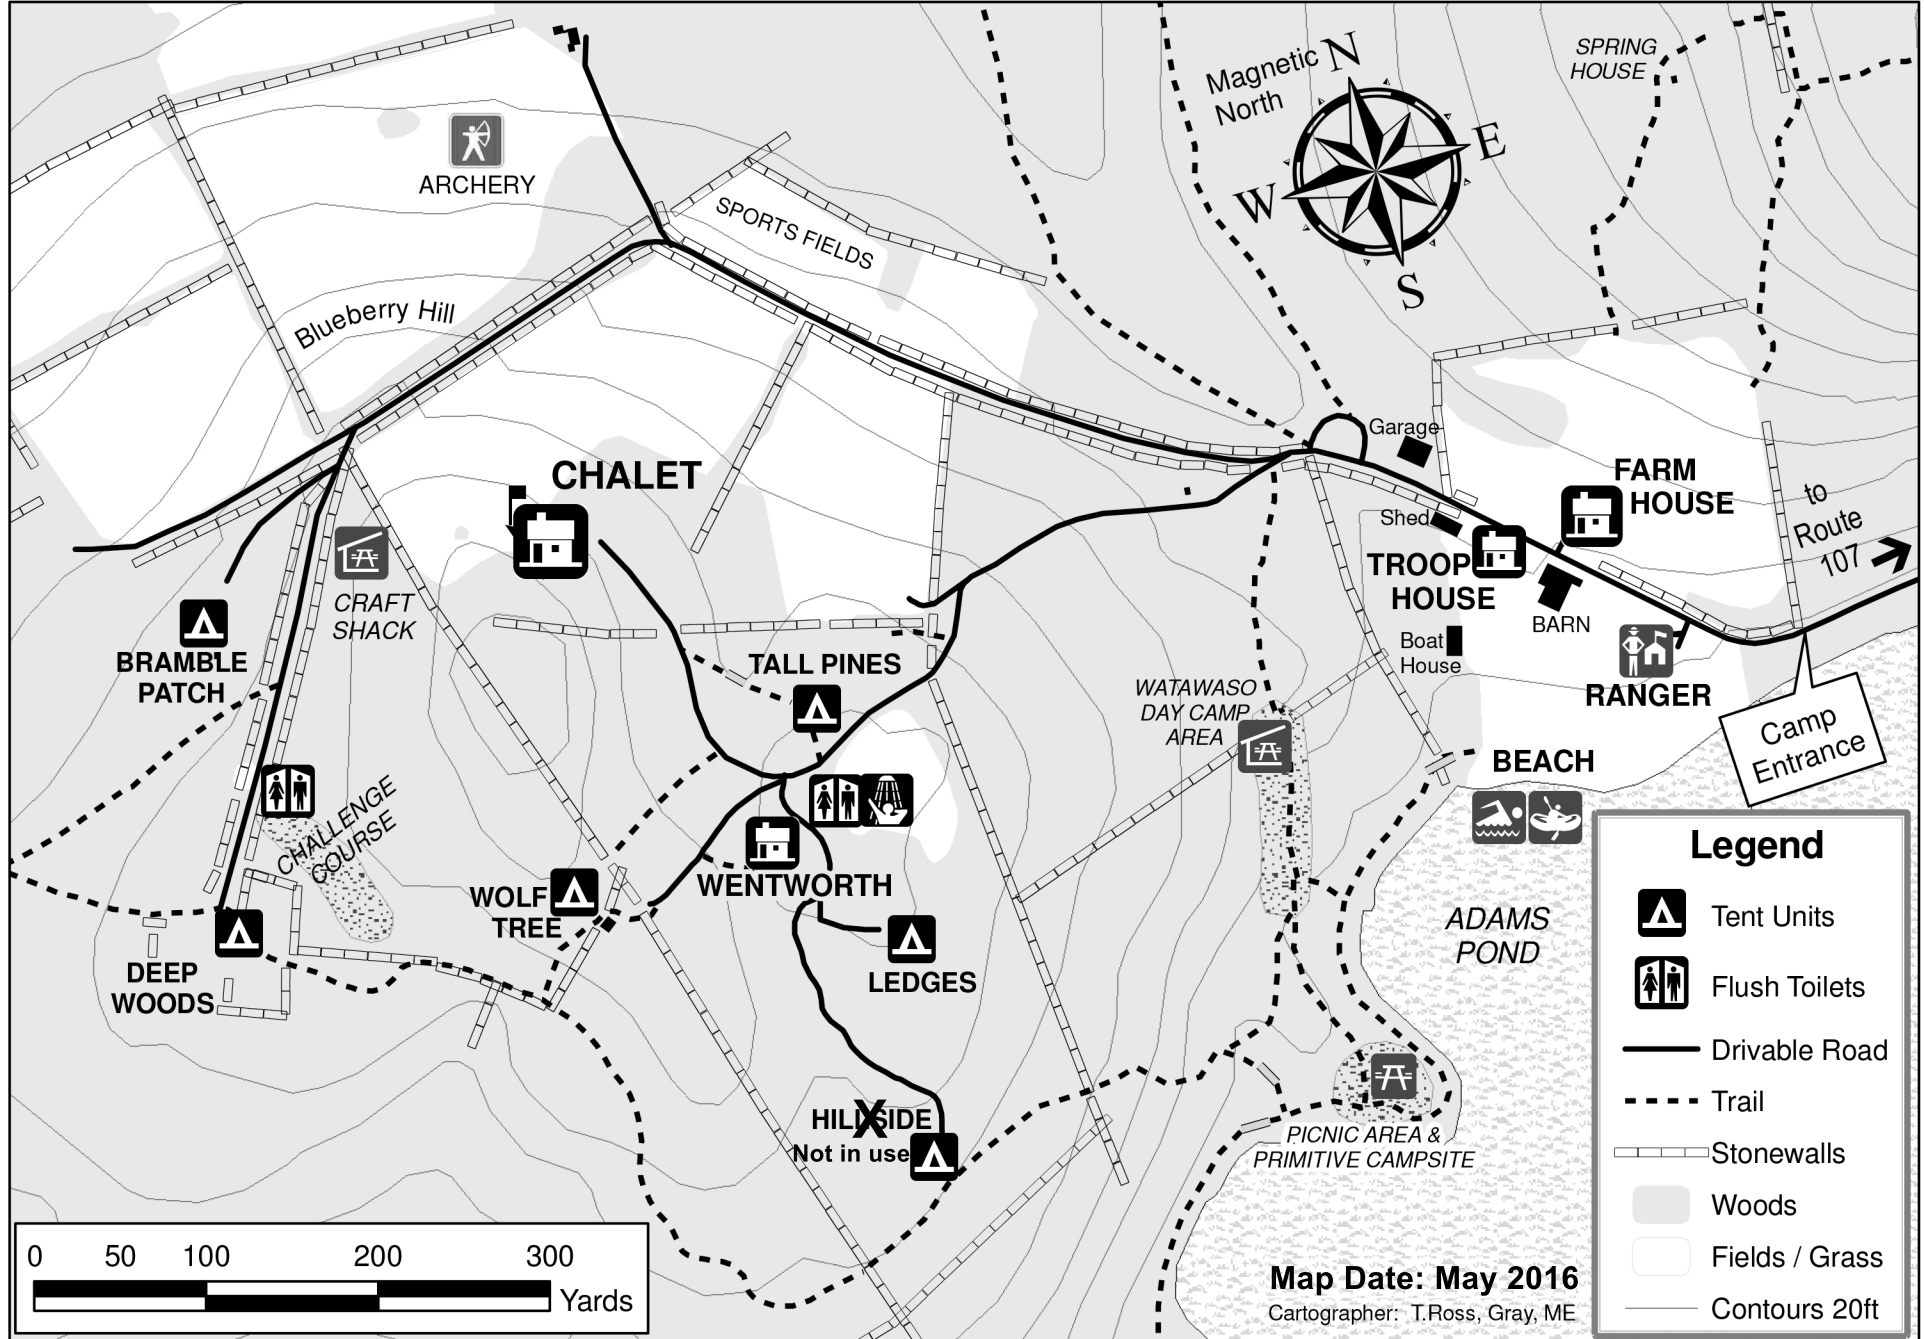 SPRING
HOUSE
Magnetic
North
N
E
W
S
ARCHERY
SPORTS FIELDS
Blueberry Hill
Garage
CHALET
FARM
HOUSE
to
Route
107
Shed
TROOP
HOUSE
BARN
Boat
House
CRAFT
SHACK
BRAMBLE
PATCH
TALL PINES
WATAWASO
DAY CAMP
AREA
RANGER
Camp
Entrance
BEACH
CHALLENGE
COURSE
WOLF
TREE
WENTWORTH
ADAMS
POND
DEEP
WOODS
LEDGES
HILLSIDE
X
Not in use
PICNIC AREA &
PRIMITIVE CAMPSITE
Legend
Tent Units
Flush Toilets
Drivable Road
Trail
Stonewalls
Woods
Fields / Grass
Contours 20ft
0 50 100 200 300
Yards
Map Date: May 2016
Cartographer: T.Ross, Gray, ME